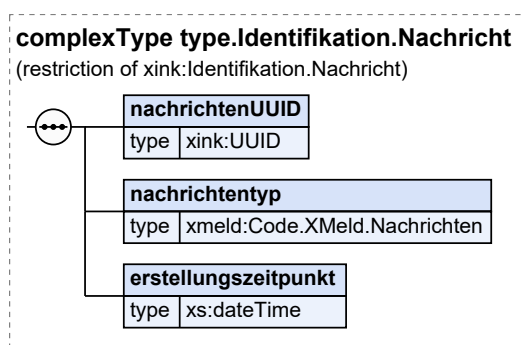 complexType type.Identifikation.Nachricht
(restriction of xink:Identifikation.Nachricht)
nachrichtenUUID
type xink:UUID
nachrichtentyp
type xmeld:Code.XMeld.Nachrichten
erstellungszeitpunkt
type xs:dateTime